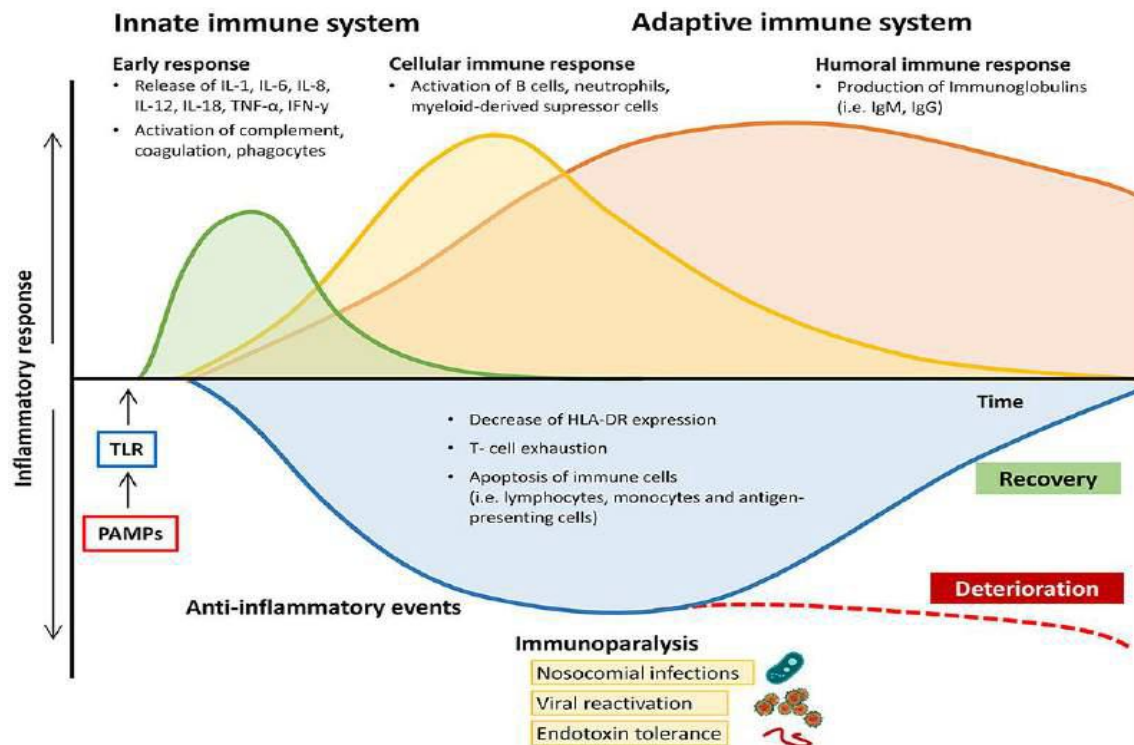 Innate immune system
Adaptive immune system
Early response
• Release of IL-1, IL-6, IL-8,
IL-12, IL-18, TNF-α, IFN-y
• Activation of complement,
coagulation, phagocytes
Cellular immune response
• Activation of B cells, neutrophils,
myeloid-derived supressor cells
Humoral immune response
• Production of Immunoglobulins
(i.e. IgM, IgG)
Inflammatory response
Time
TLR
PAMPs
• Decrease of HLA-DR expression
• T- cell exhaustion
• Apoptosis of immune cells
(i.e. lymphocytes, monocytes and antigen-
presenting cells)
Recovery
Deterioration
Anti-inflammatory events
Immunoparalysis
Nosocomial infections
Viral reactivation
Endotoxin tolerance